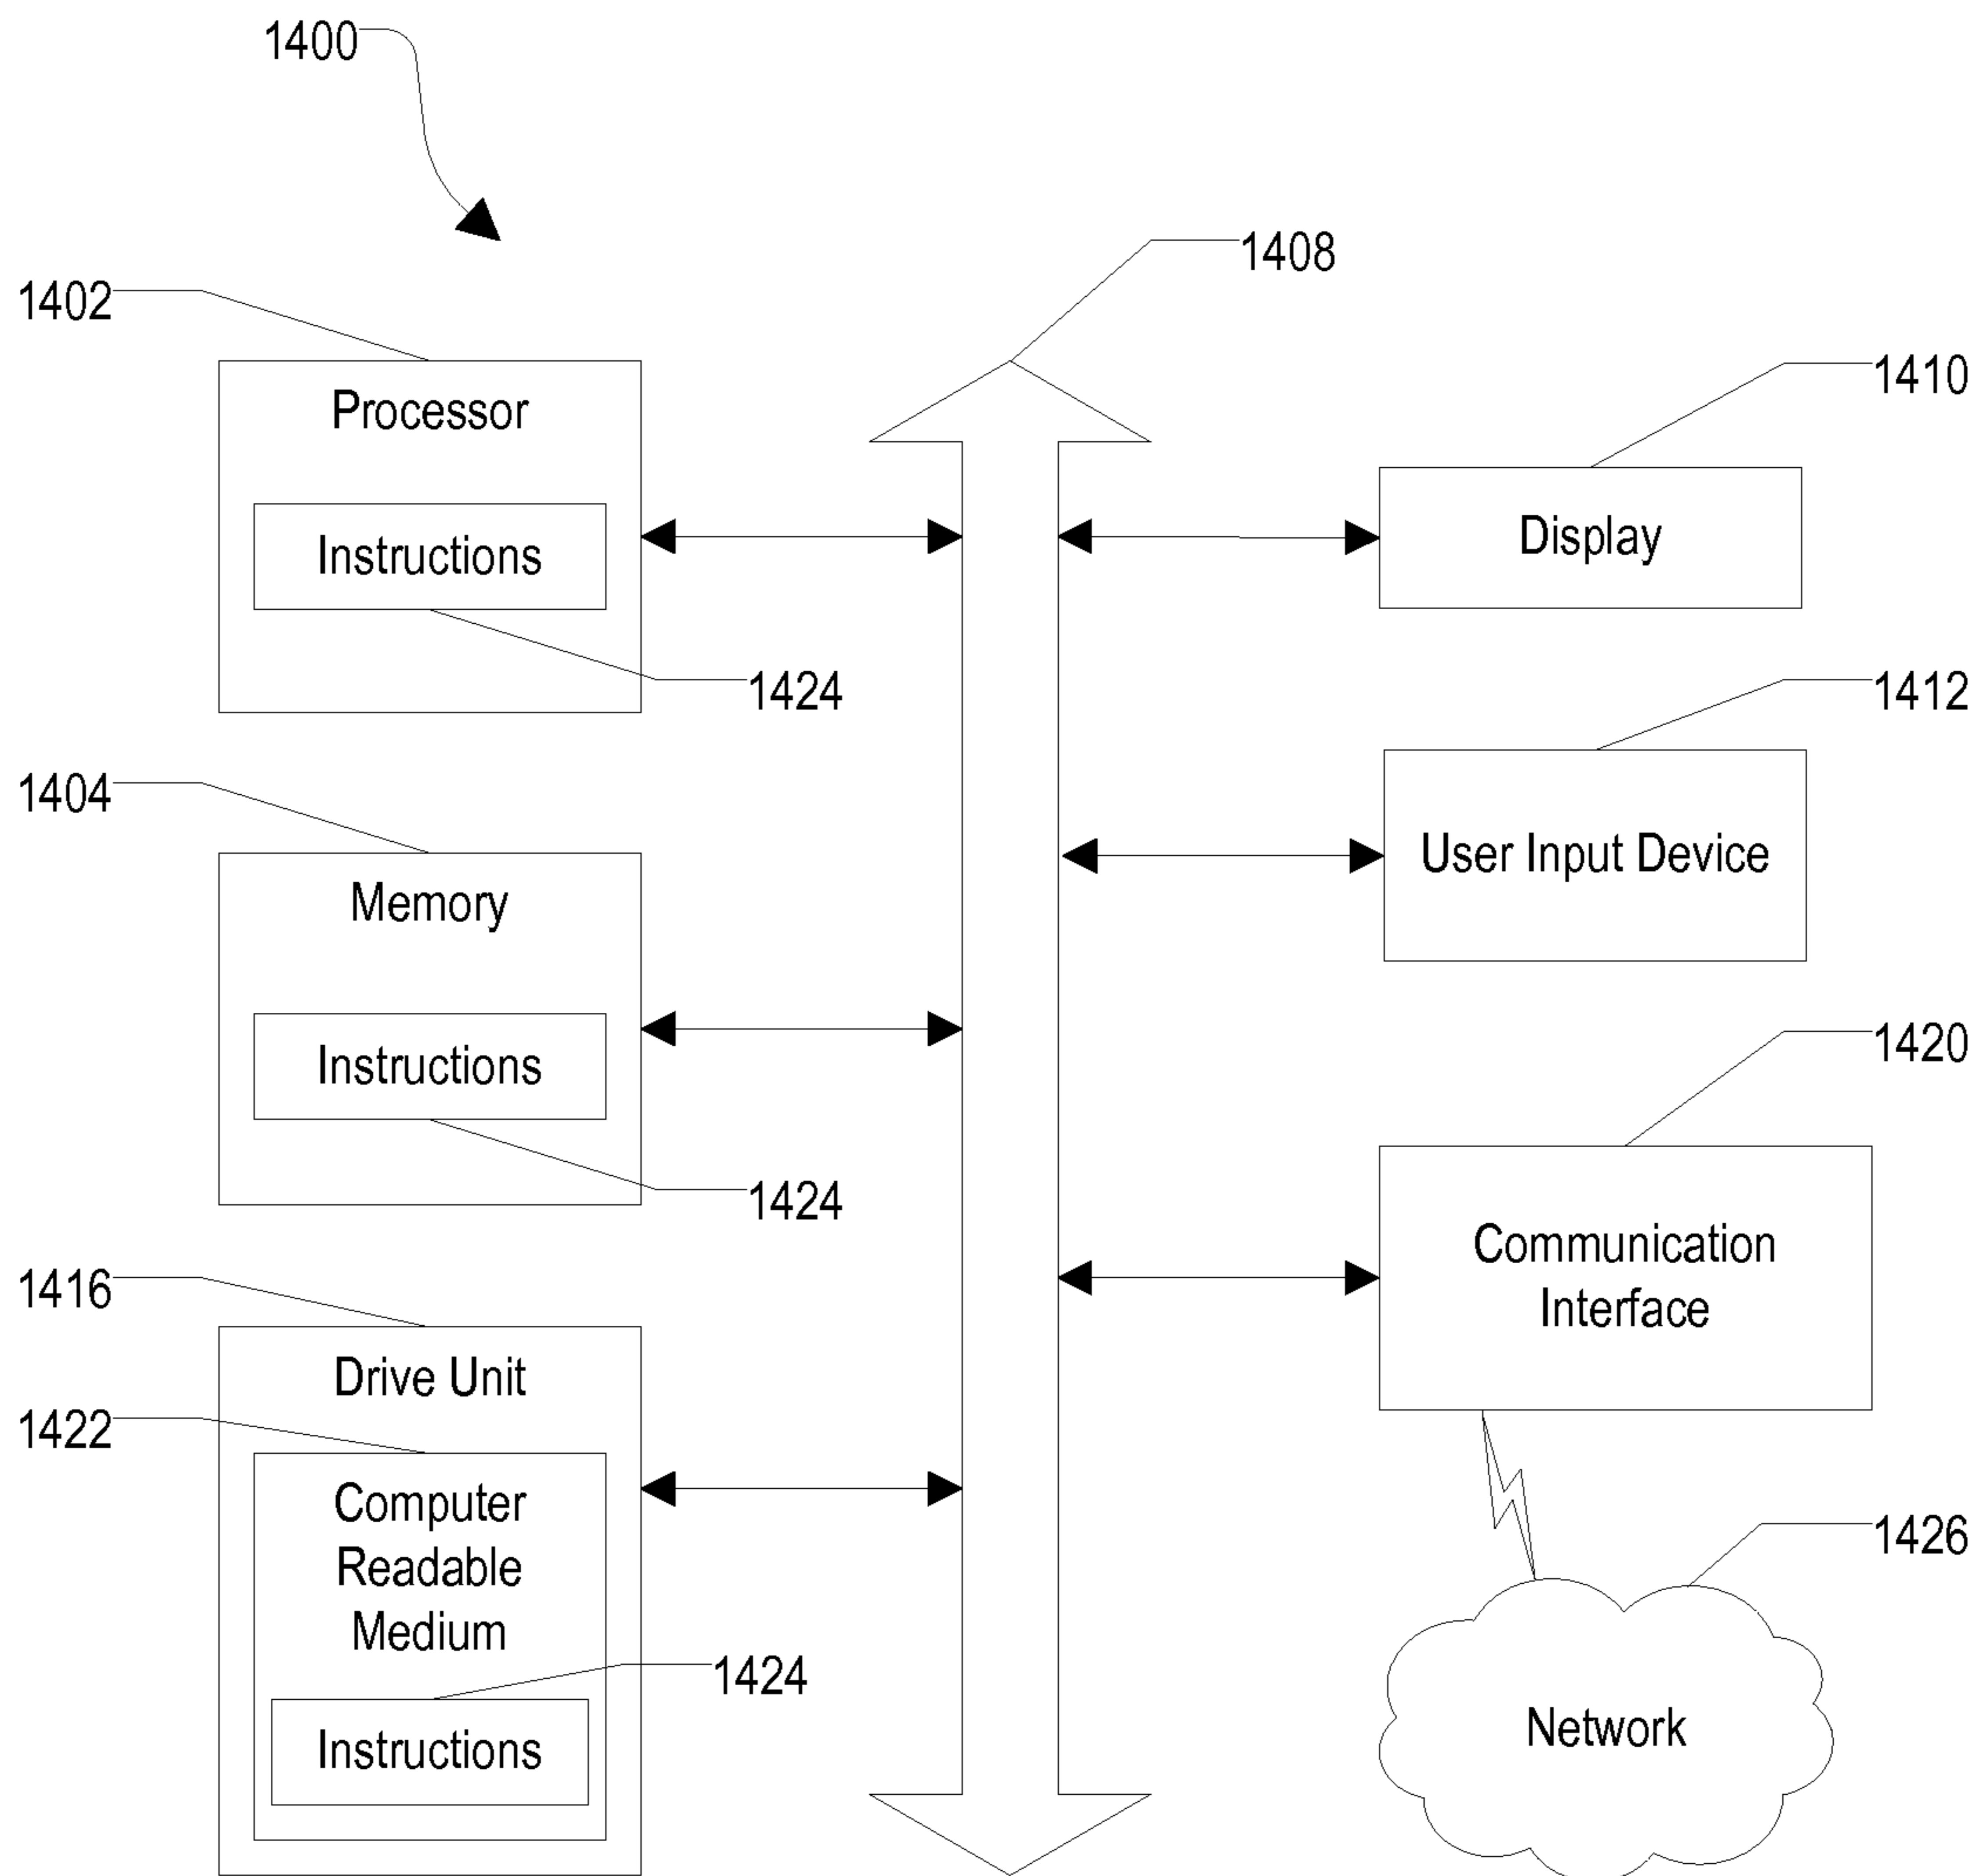 1400
1408
1402
Processor
Instructions
1424
1404
Memory
Instructions
1424
1416
Drive Unit
1422
Computer
Readable
Medium
1424
Instructions
1410
Display
1412
User Input Device
1420
Communication
Interface
1426
Network